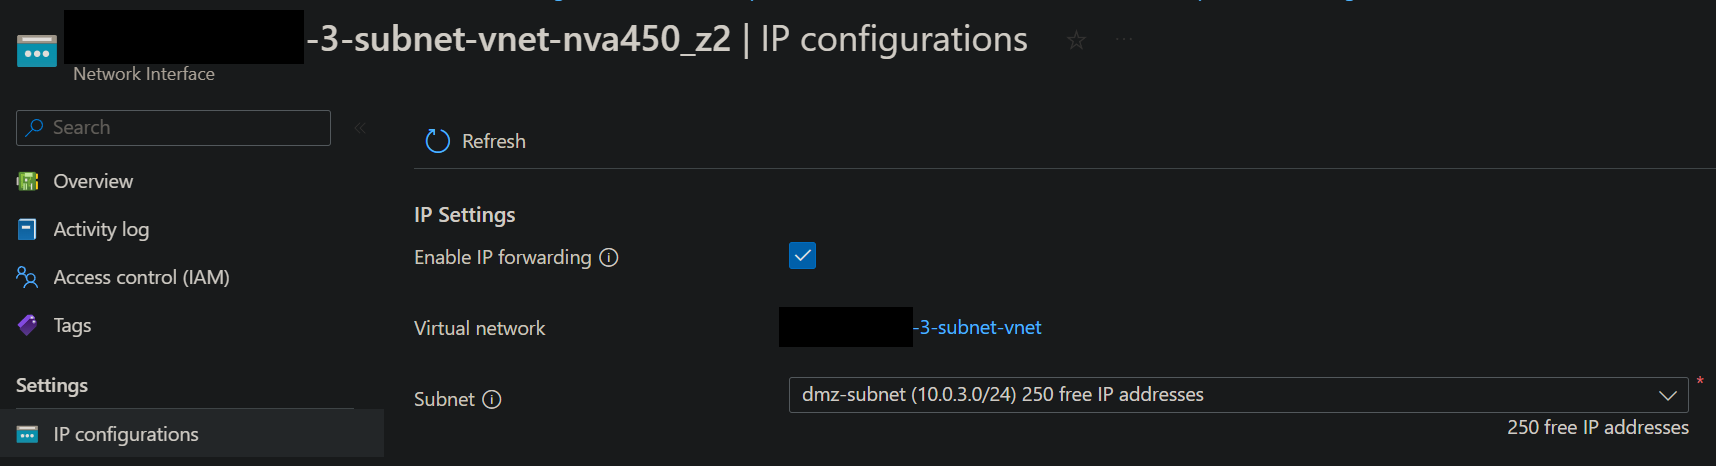 -3-subnet-vnet-nva450_z2 | IP configurations
Network Interface
Search
Refresh
Overview
Activity log
Access control (IAM)
Tags
Settings
IP configurations
IP Settings
Enable IP forwarding
Virtual network
-3-subnet-vnet
Subnet
dmz-subnet (10.0.3.0/24) 250 free IP addresses
*
250 free IP addresses